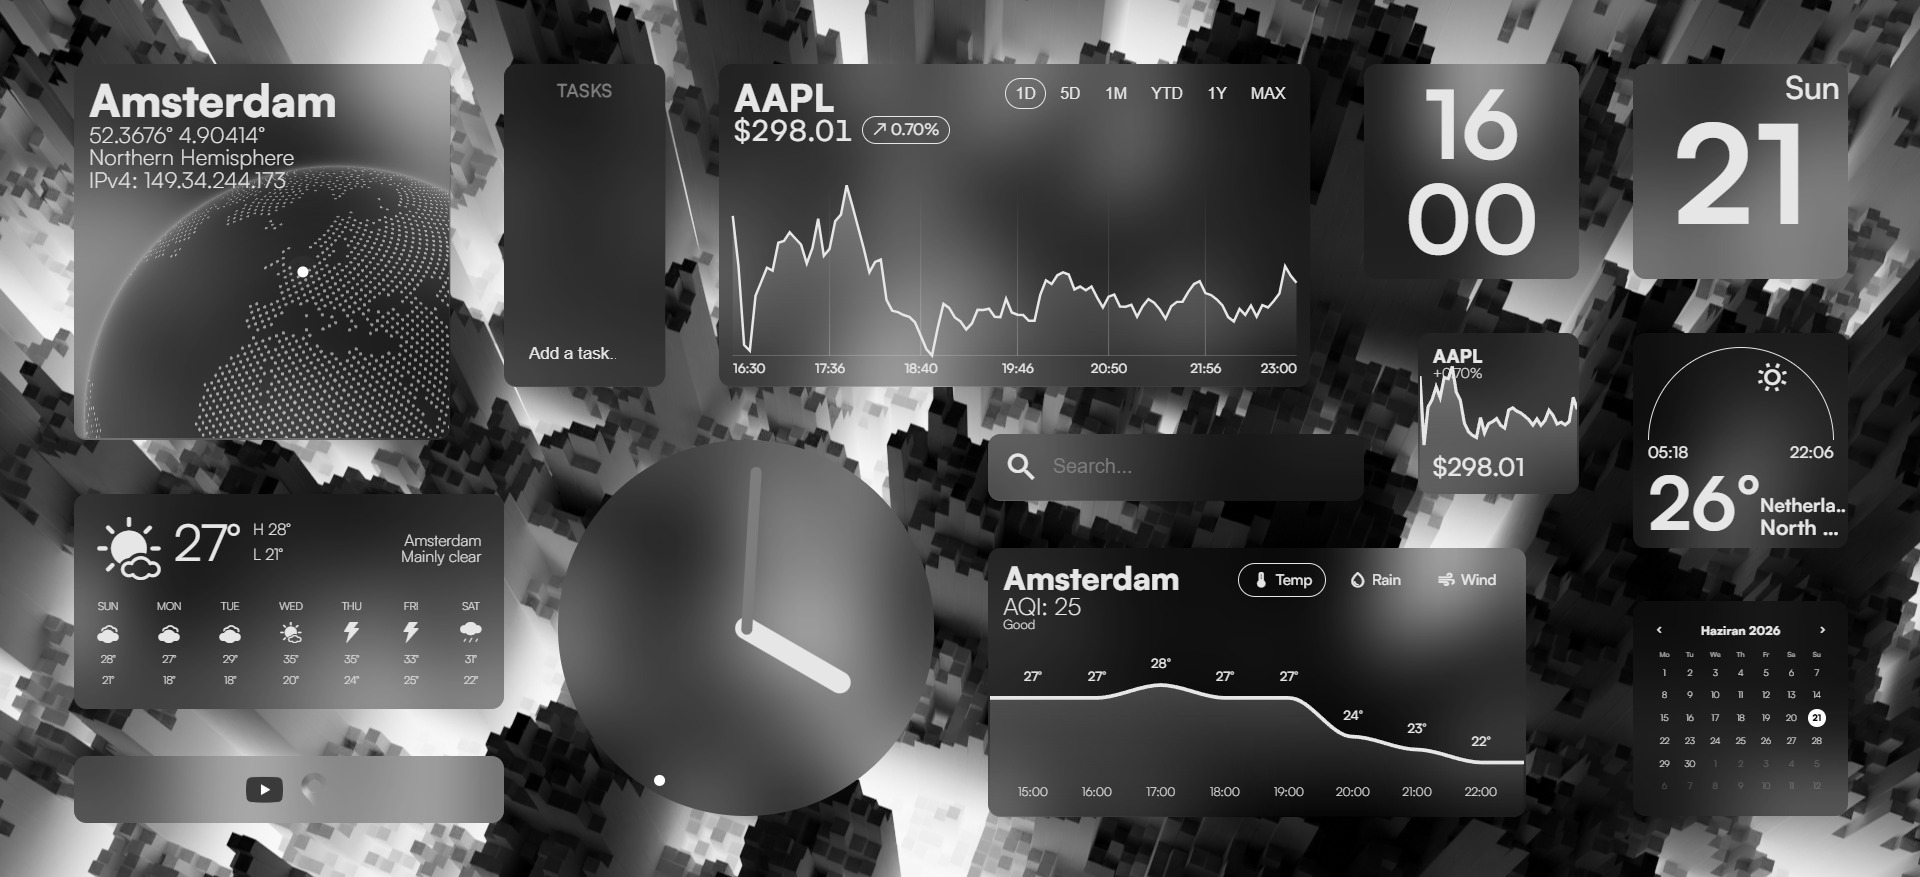 Amsterdam
52.3676° 4.90414°
Northern Hemisphere
IPv4: 149.34.244.173
TASKS
Add a task..
AAPL
$298.01 0.70%
1D 5D 1M YTD 1Y MAX
16:30 17:36 18:40 19:46 20:50 21:56 23:00
16
00
Sun
21
AAPL
+0.70%
$298.01
05:18 22:06
26° Netherla..
North ...
Search...
27° H 28°
L 21°
Amsterdam
Mainly clear
SUN MON TUE WED THU FRI SAT
28° 27° 29° 35° 35° 33° 31°
21° 18° 18° 20° 24° 25° 22°
Amsterdam
AQI: 25
Good
Temp Rain Wind
27° 27° 28° 27° 27° 24° 23° 22°
15:00 16:00 17:00 18:00 19:00 20:00 21:00 22:00
‹ Haziran 2026 ›
Mo Tu We Th Fr Sa Su
1 2 3 4 5 6 7
8 9 10 11 12 13 14
15 16 17 18 19 20 21
22 23 24 25 26 27 28
29 30 1 2 3 4 5
6 7 8 9 10 11 12